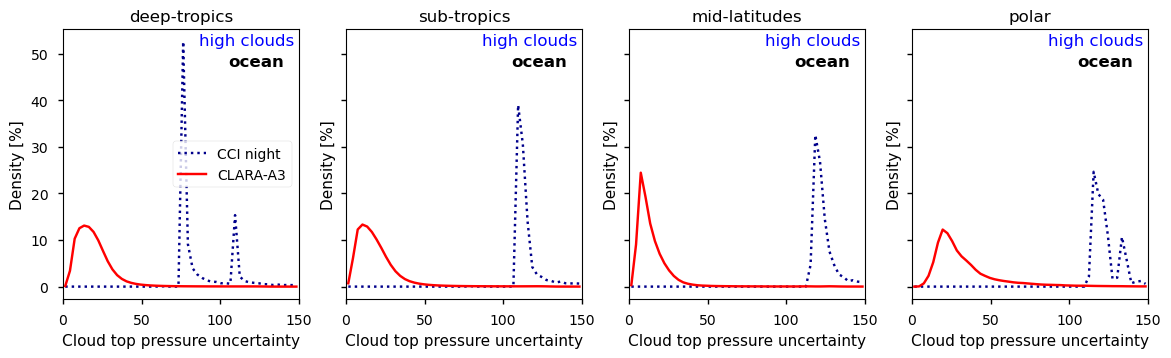 deep-tropics
sub-tropics
mid-latitudes
polar
high clouds
ocean
high clouds
ocean
high clouds
ocean
high clouds
ocean
CCI night
CLARA-A3
Density [%]
50
40
30
20
10
0
Density [%]
Density [%]
Density [%]
0 50 100 150
0 50 100 150
0 50 100 150
0 50 100 150
Cloud top pressure uncertainty
Cloud top pressure uncertainty
Cloud top pressure uncertainty
Cloud top pressure uncertainty